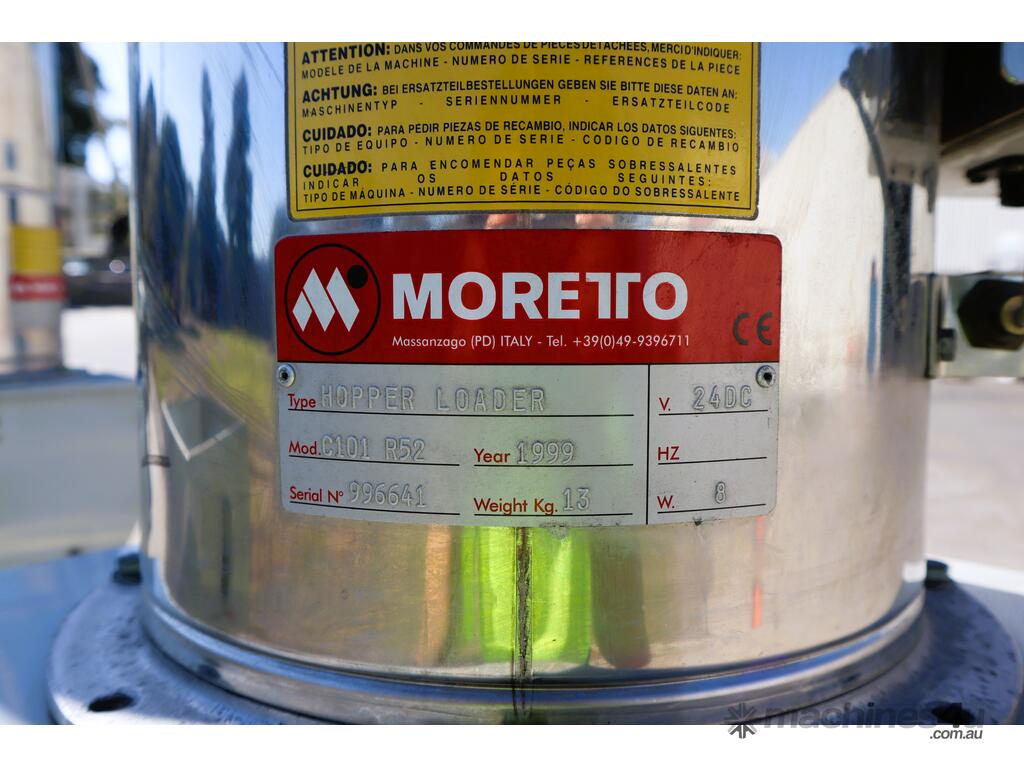 ATTENTION: DANS VOS COMMANDES DE PIECES DETACHEES, MERCI D'INDIQUER:
MODELE DE LA MACHINE - NUMERO DE SERIE - REFERENCES DE LA PIECE
ACHTUNG: BEI ERSATZTEILBESTELLUNGEN GEBEN SIE BITTE DIESE DATEN AN:
MASCHINENTYP - SERIENNUMMER - ERSATZTEILCODE
CUIDADO: PARA PEDIR PIEZAS DE RECAMBIO, INDICAR LOS DATOS SIGUENTES:
TIPO DE EQUIPO - NUMERO DE SERIE - CODIGO DE RECAMBIO
CUIDADO: PARA ENCOMENDAR PEÇAS SOBRESSALENTES
INDICAR OS DATOS SEGUINTES:
TIPO DE MAQUINA - NUMERO DE SÉRIE - CÓDIGO DO SOBRESSALENTE
MORETTO
Massanzago (PD) ITALY - Tel. +39(0)49-9396711
CE
Type HOPPER LOADER V. 24DC
Mod. C101 R52 Year 1999 HZ
Serial N° 996641 Weight Kg. 13 W. 8
machines4u
.com.au